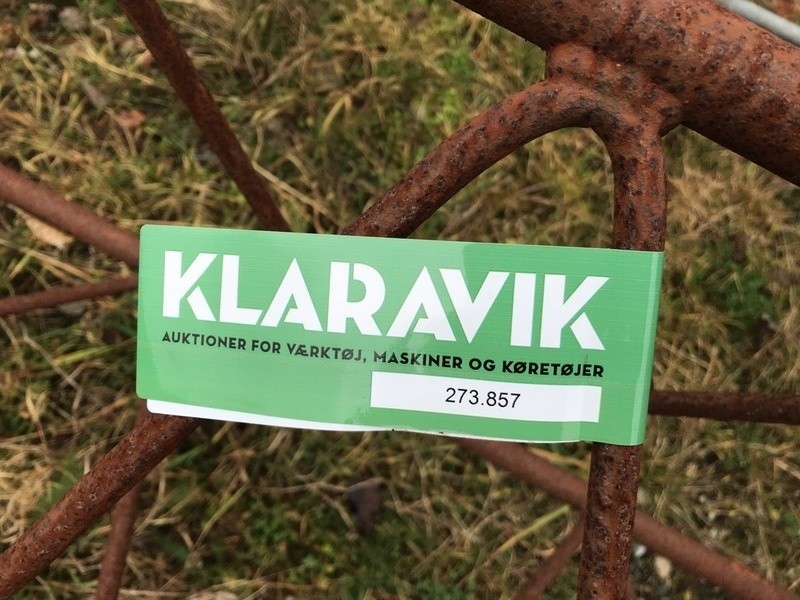 KLARAVIK
AUKTIONER FOR VÆRKTØJ, MASKINER OG KØRETØJER
273.857